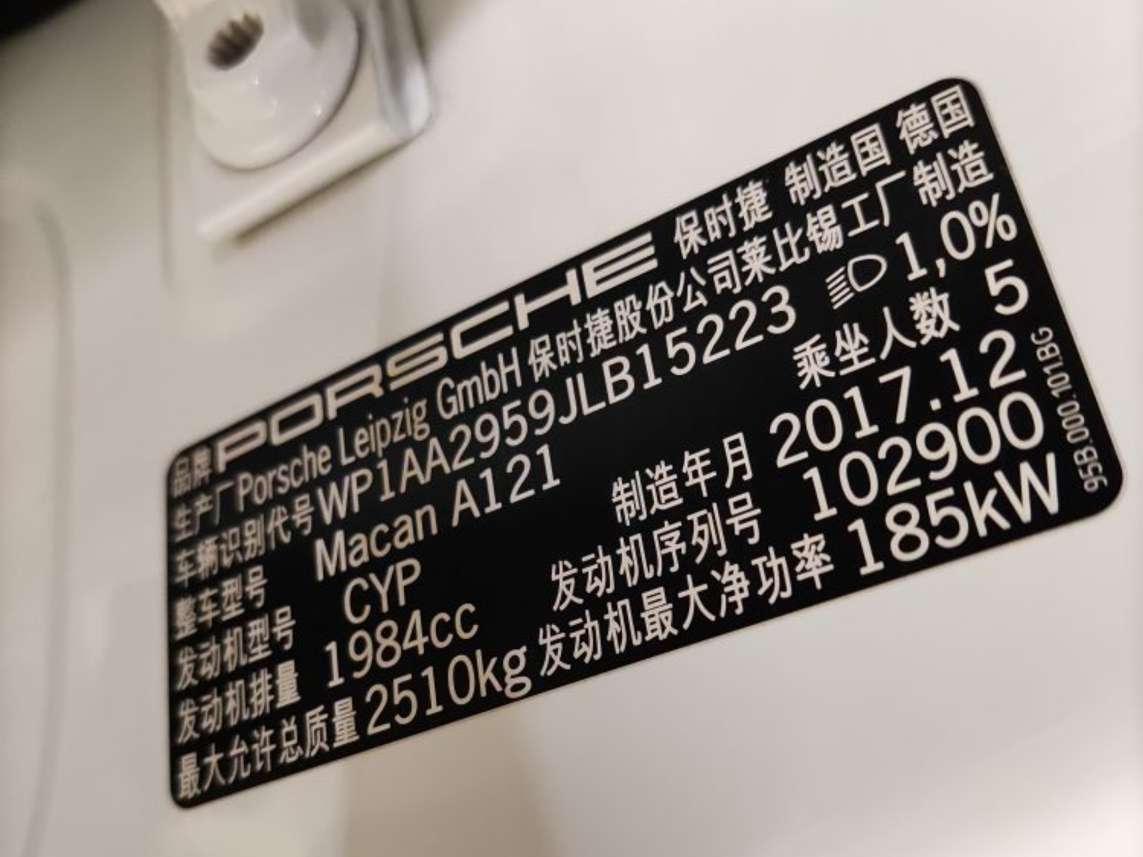 品牌 PORSCHE 保时捷 制造国 德国
生产厂 Porsche Leipzig GmbH 保时捷股份公司莱比锡工厂制造
车辆识别代号 WP1AA2959JLB15223 1,0%
整车型号 Macan A121 乘坐人数 5
发动机型号 CYP 制造年月 2017.12
发动机排量 1984cc 发动机序列号 102900
最大允许总质量 2510kg 发动机最大净功率 185kW
95B.000.101.BG